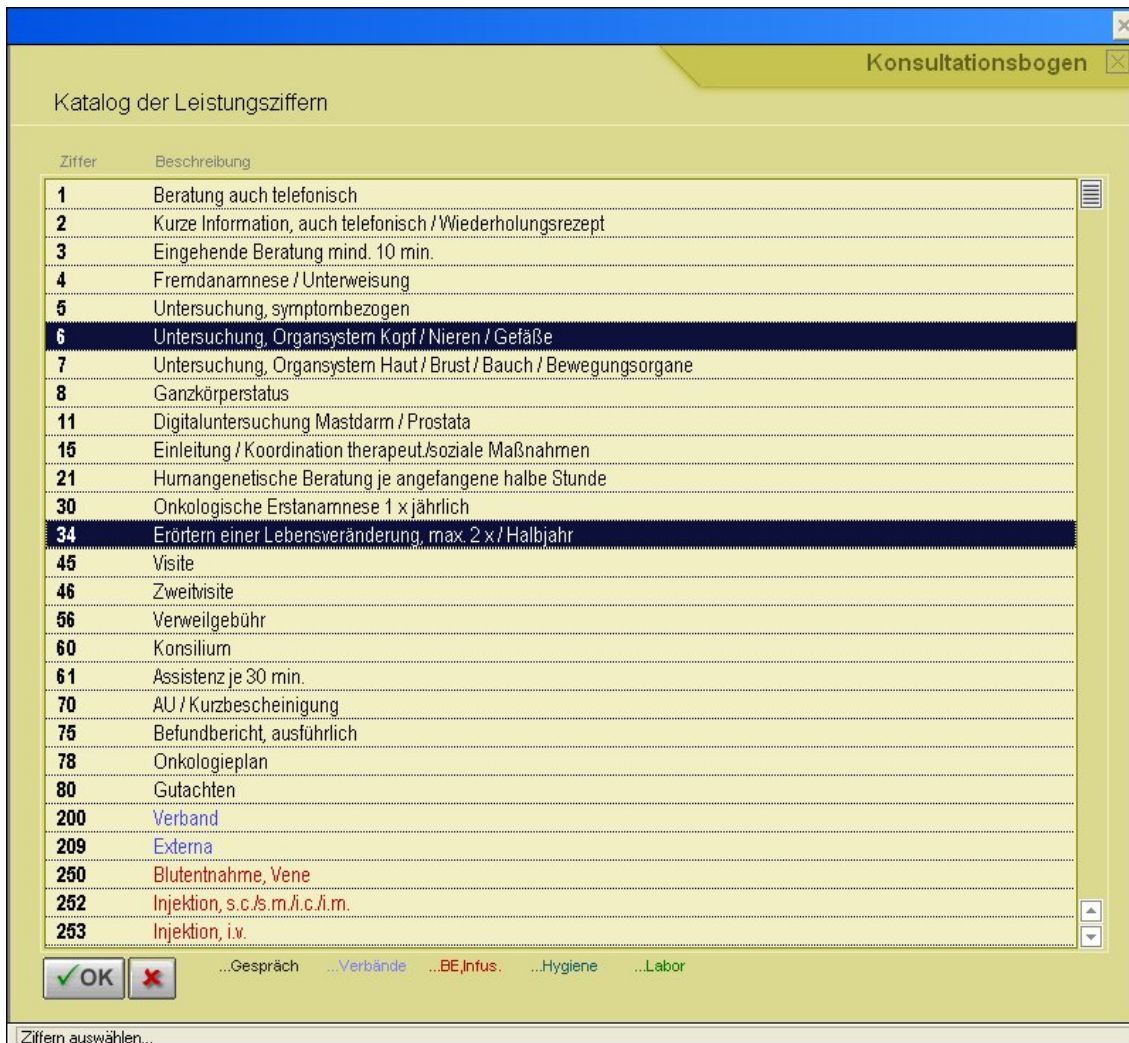 Konsultationsbogen
Katalog der Leistungsziffern
Ziffer Beschreibung
1 Beratung auch telefonisch
2 Kurze Information, auch telefonisch / Wiederholungsrezept
3 Eingehende Beratung mind. 10 min.
4 Fremdanamnese / Unterweisung
5 Untersuchung, symptombezogen
6 Untersuchung, Organsystem Kopf / Nieren / Gefäße
7 Untersuchung, Organsystem Haut / Brust / Bauch / Bewegungsorgane
8 Ganzkörperstatus
11 Digitaluntersuchung Mastdarm / Prostata
15 Einleitung / Koordination therapeut./soziale Maßnahmen
21 Humangenetische Beratung je angefangene halbe Stunde
30 Onkologische Erstanamnese 1 x jährlich
34 Erörtern einer Lebensveränderung, max. 2 x / Halbjahr
45 Visite
46 Zweitvisite
56 Verweilgebühr
60 Konsilium
61 Assistenz je 30 min.
70 AU / Kurzbescheinigung
75 Befundbericht, ausführlich
78 Onkologieplan
80 Gutachten
200 Verband
209 Externa
250 Blutentnahme, Vene
252 Injektion, s.c./s.m./i.c./i.m.
253 Injektion, i.v.
OK ...Gespräch ...Verbände ...BE,Infus. ...Hygiene ...Labor
Ziffern auswählen...